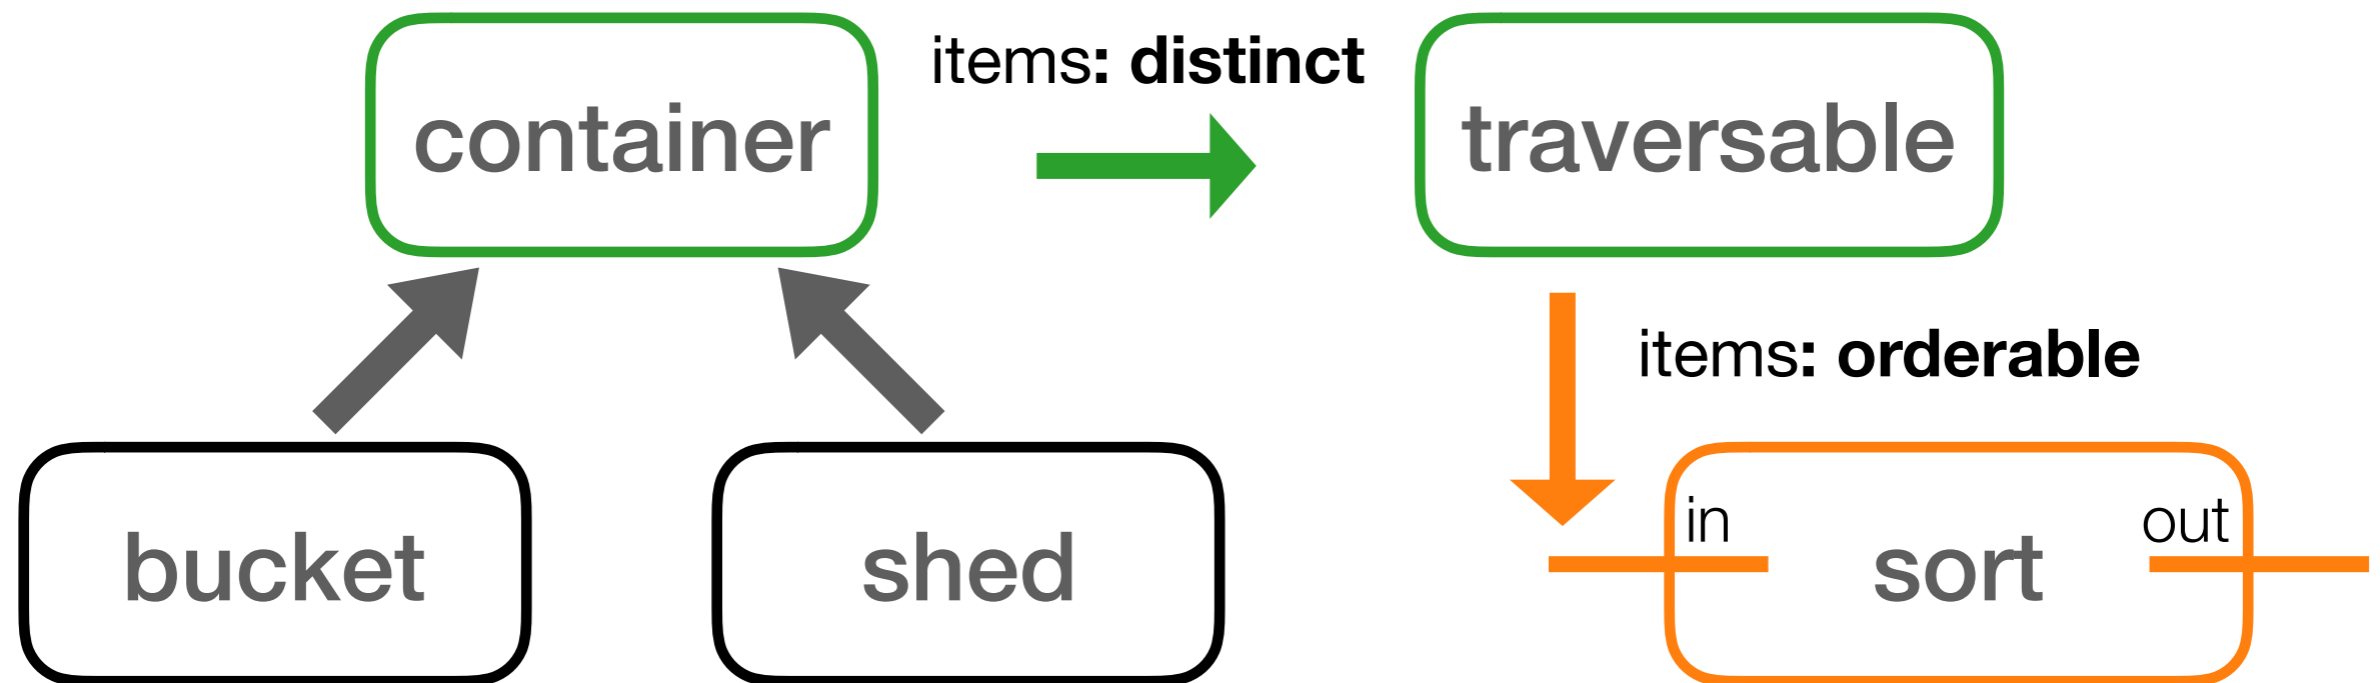 container
items: distinct
traversable
items: orderable
bucket
shed
in
sort
out